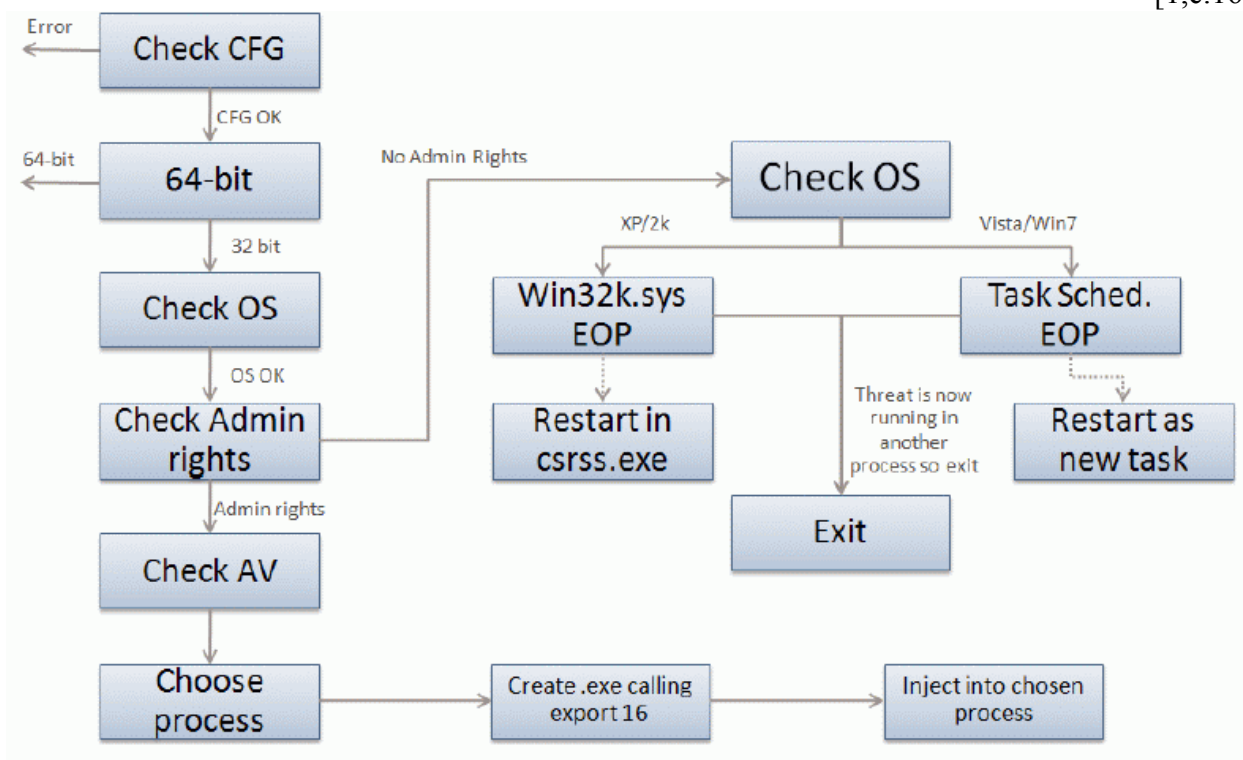 Error
Check CFG
CFG OK
64-bit
64-bit
No Admin Rights
Check OS
32 bit
XP/2k
Vista/Win7
Check OS
Win32k.sys
EOP
Task Sched.
EOP
OS OK
Check Admin
rights
Restart in
csrss.exe
Threat is now
running in
another
process so exit
Restart as
new task
Admin rights
Check AV
Exit
Choose
process
Create .exe calling
export 16
Inject into chosen
process